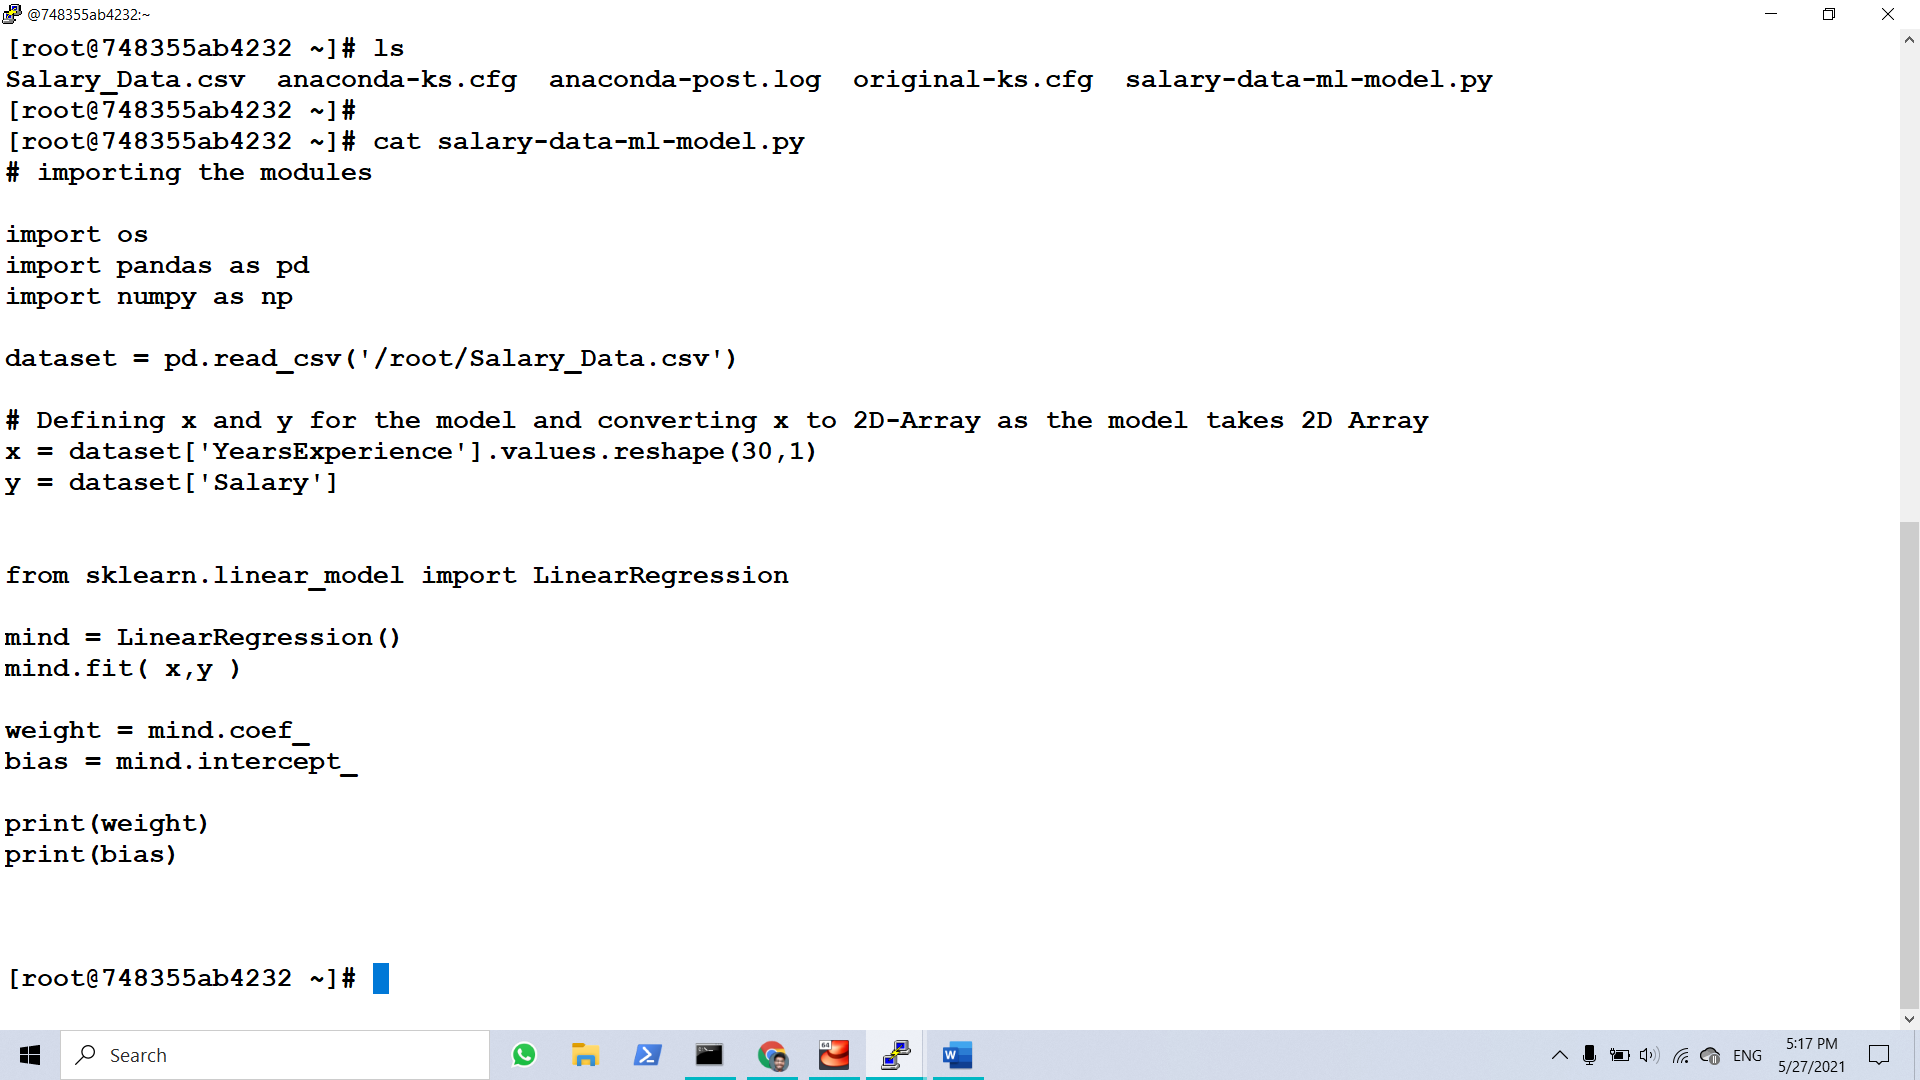 @748355ab4232:~
[root@748355ab4232 ~]# ls
Salary_Data.csv  anaconda-ks.cfg  anaconda-post.log  original-ks.cfg  salary-data-ml-model.py
[root@748355ab4232 ~]#
[root@748355ab4232 ~]# cat salary-data-ml-model.py
# importing the modules
import os
import pandas as pd
import numpy as np
dataset = pd.read_csv('/root/Salary_Data.csv')
# Defining x and y for the model and converting x to 2D-Array as the model takes 2D Array
x = dataset['YearsExperience'].values.reshape(30,1)
y = dataset['Salary']
from sklearn.linear_model import LinearRegression
mind = LinearRegression()
mind.fit( x,y )
weight = mind.coef_
bias = mind.intercept_
print(weight)
print(bias)
[root@748355ab4232 ~]#
Search
64
W
ENG
5:17 PM
5/27/2021